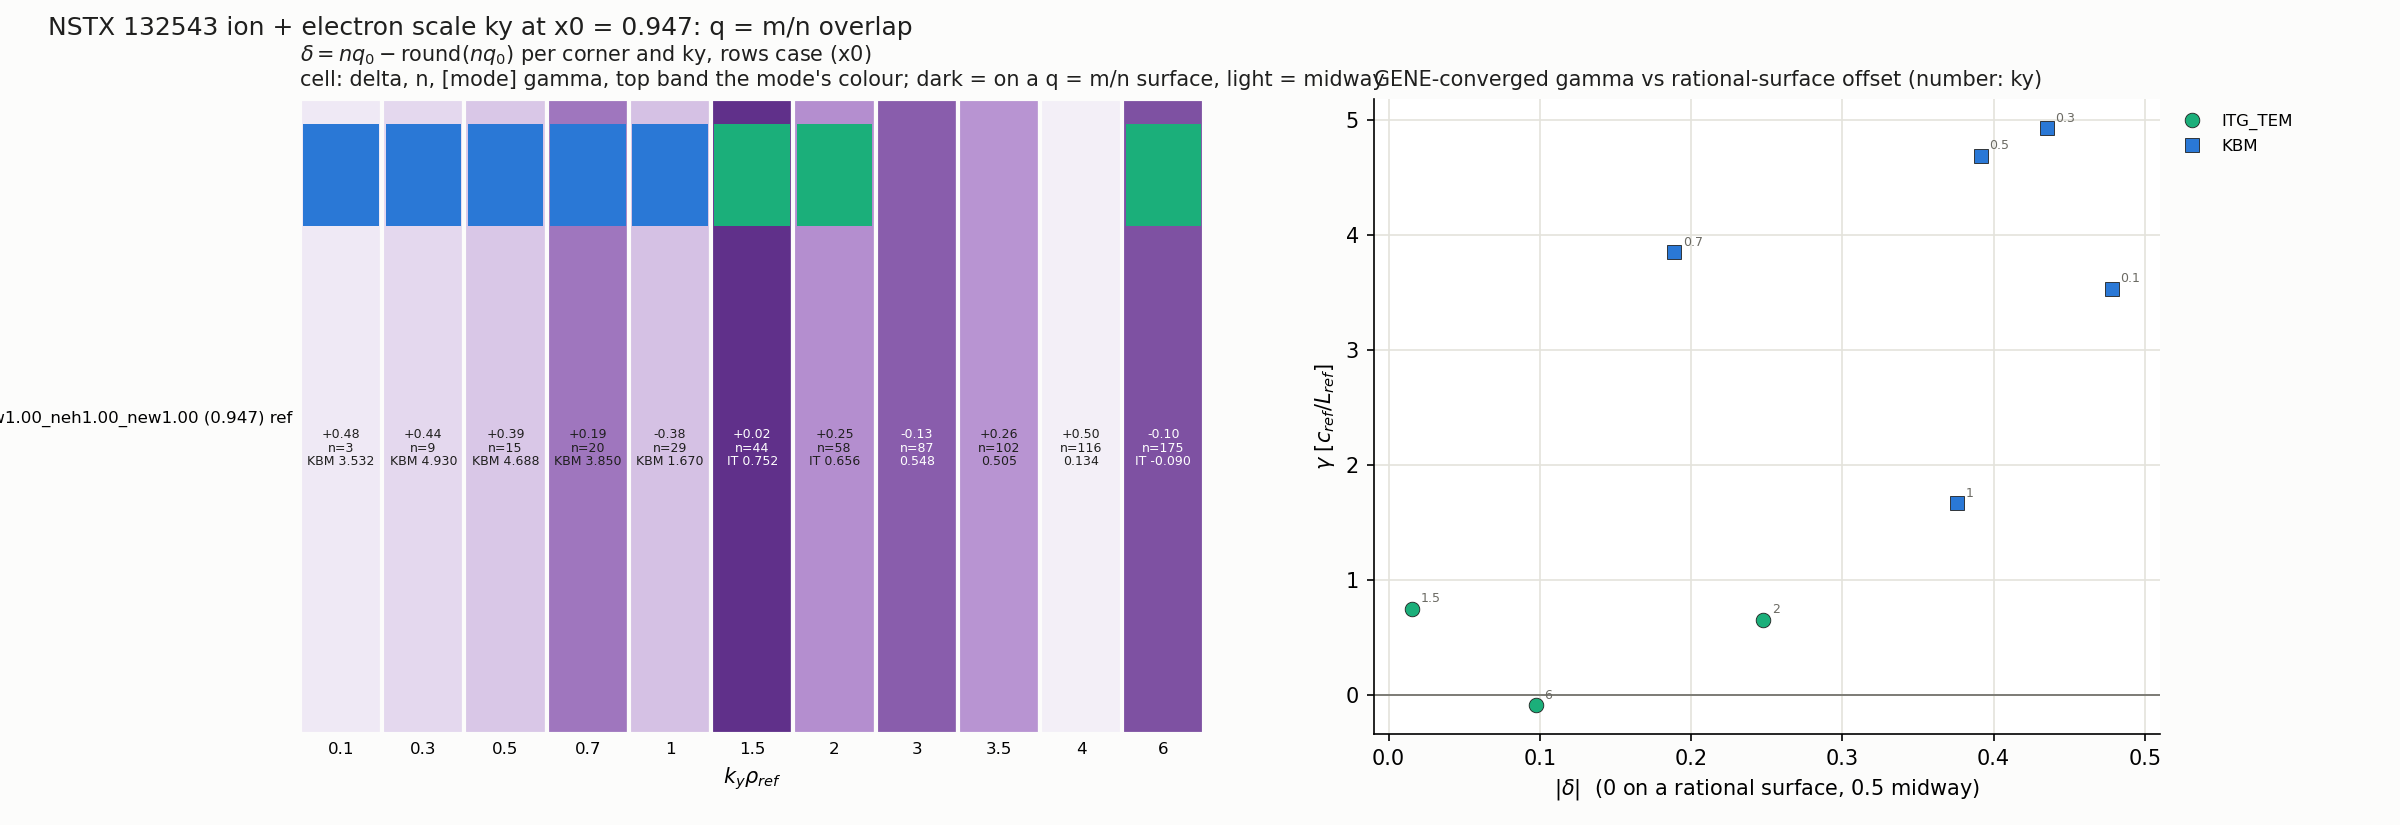 NSTX 132543 ion + electron scale ky at x0 = 0.947: q = m/n overlap
δ = nq₀ − round(nq₀) per corner and ky, rows case (x0)
cell: delta, n, [mode] gamma, top band the mode's colour; dark = on a q = m/n surface, light = midway
w1.00_neh1.00_new1.00 (0.947) ref
+0.48
n=3
KBM 3.532
+0.44
n=9
KBM 4.930
+0.39
n=15
KBM 4.688
+0.19
n=20
KBM 3.850
-0.38
n=29
KBM 1.670
+0.02
n=44
IT 0.752
+0.25
n=58
IT 0.656
-0.13
n=87
0.548
+0.26
n=102
0.505
+0.50
n=116
0.134
-0.10
n=175
IT -0.090
0.1 0.3 0.5 0.7 1 1.5 2 3 3.5 4 6
k_yρ_ref
GENE-converged gamma vs rational-surface offset (number: ky)
γ [c_ref/L_ref]
5
4
3
2
1
0
0.3
0.5
0.7
0.1
1
1.5
2
6
0.0 0.1 0.2 0.3 0.4 0.5
|δ| (0 on a rational surface, 0.5 midway)
ITG_TEM
KBM